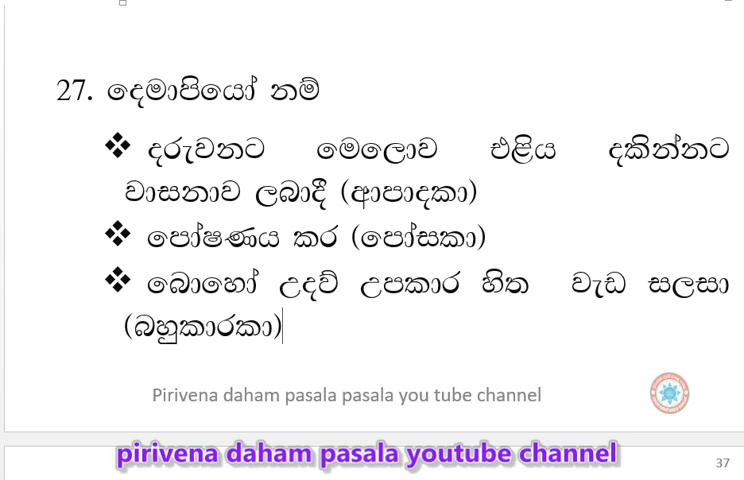 27. දෙමාපියෝ නම්
❖ දරුවනට මෙලොව එළිය දකින්නට
වාසනාව ලබාදී (ආපාදකා)
❖ පෝෂණය කර (පෝසකා)
❖ බොහෝ උදව් උපකාර හිත වැඩ සලසා
(බහුකාරකා)
Pirivena daham pasala pasala you tube channel
pirivena daham pasala youtube channel
37